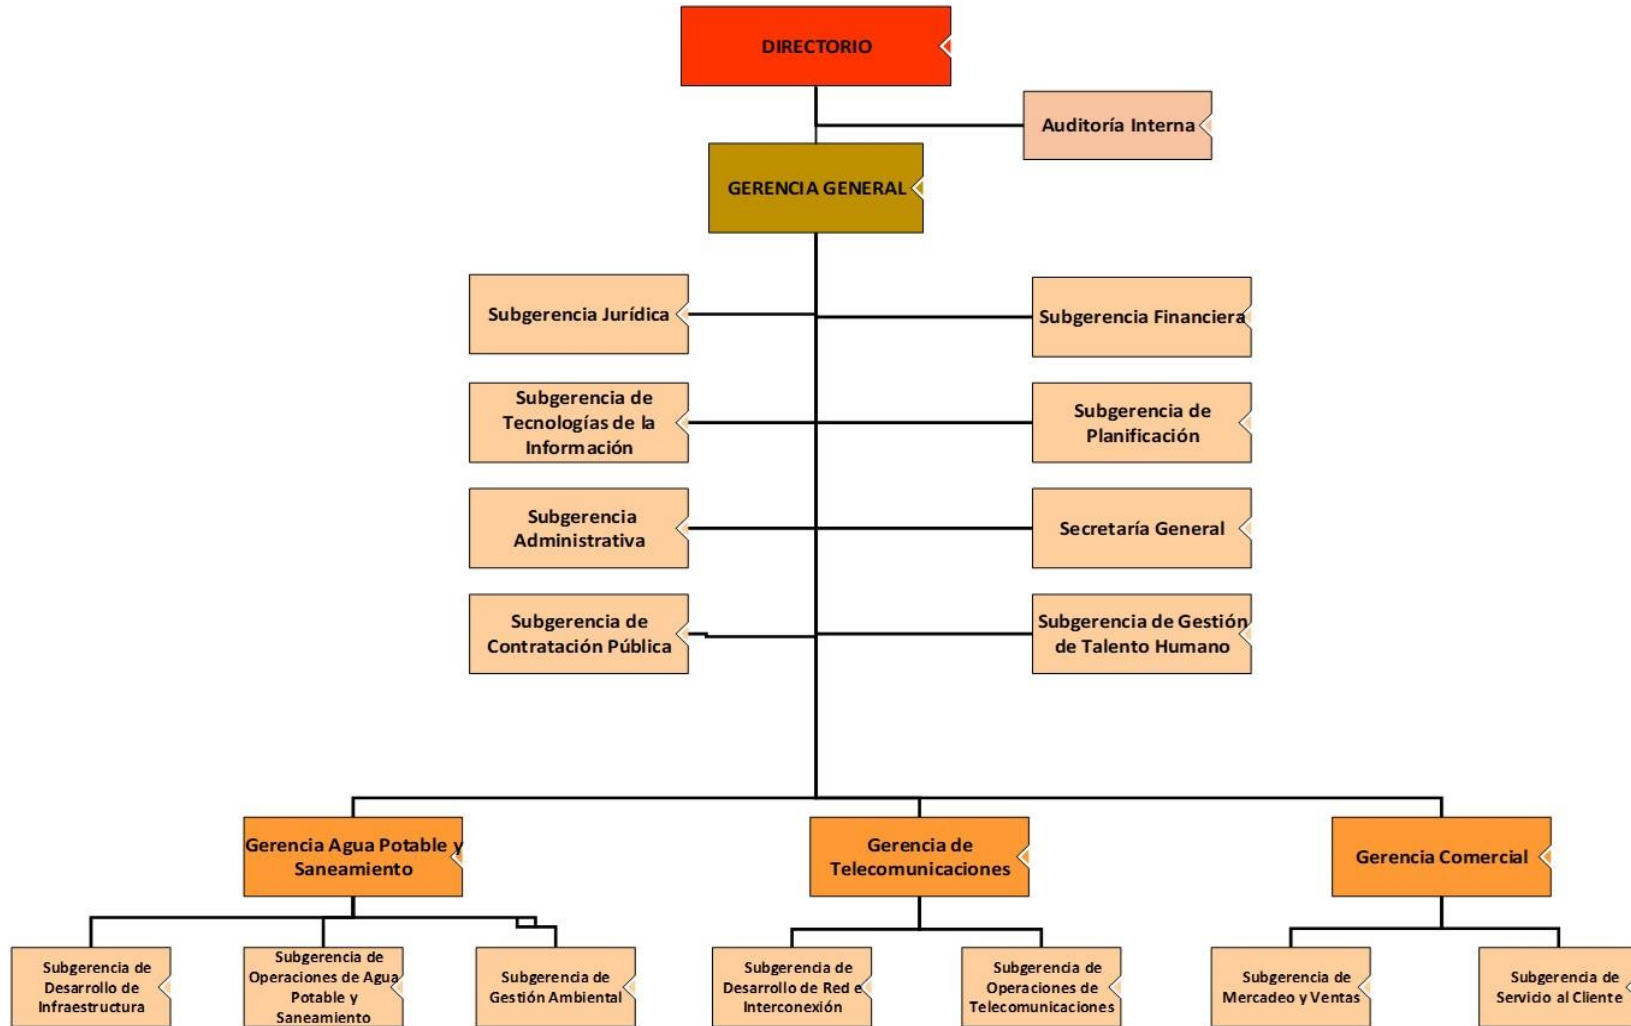 DIRECTORIO
Auditoría Interna
GERENCIA GENERAL
Subgerencia Jurídica
Subgerencia Financiera
Subgerencia de
Tecnologías de la
Información
Subgerencia de
Planificación
Subgerencia
Administrativa
Secretaría General
Subgerencia de
Contratación Pública
Subgerencia de Gestión
de Talento Humano
Gerencia Agua Potable y
Saneamiento
Gerencia de
Telecomunicaciones
Gerencia Comercial
Subgerencia de
Desarrollo de
Infraestructura
Subgerencia de
Operaciones de Agua
Potable y
Saneamiento
Subgerencia de
Gestión Ambiental
Subgerencia de
Desarrollo de Red e
Interconexión
Subgerencia de
Operaciones de
Telecomunicaciones
Subgerencia de
Mercadeo y Ventas
Subgerencia de
Servicio al Cliente